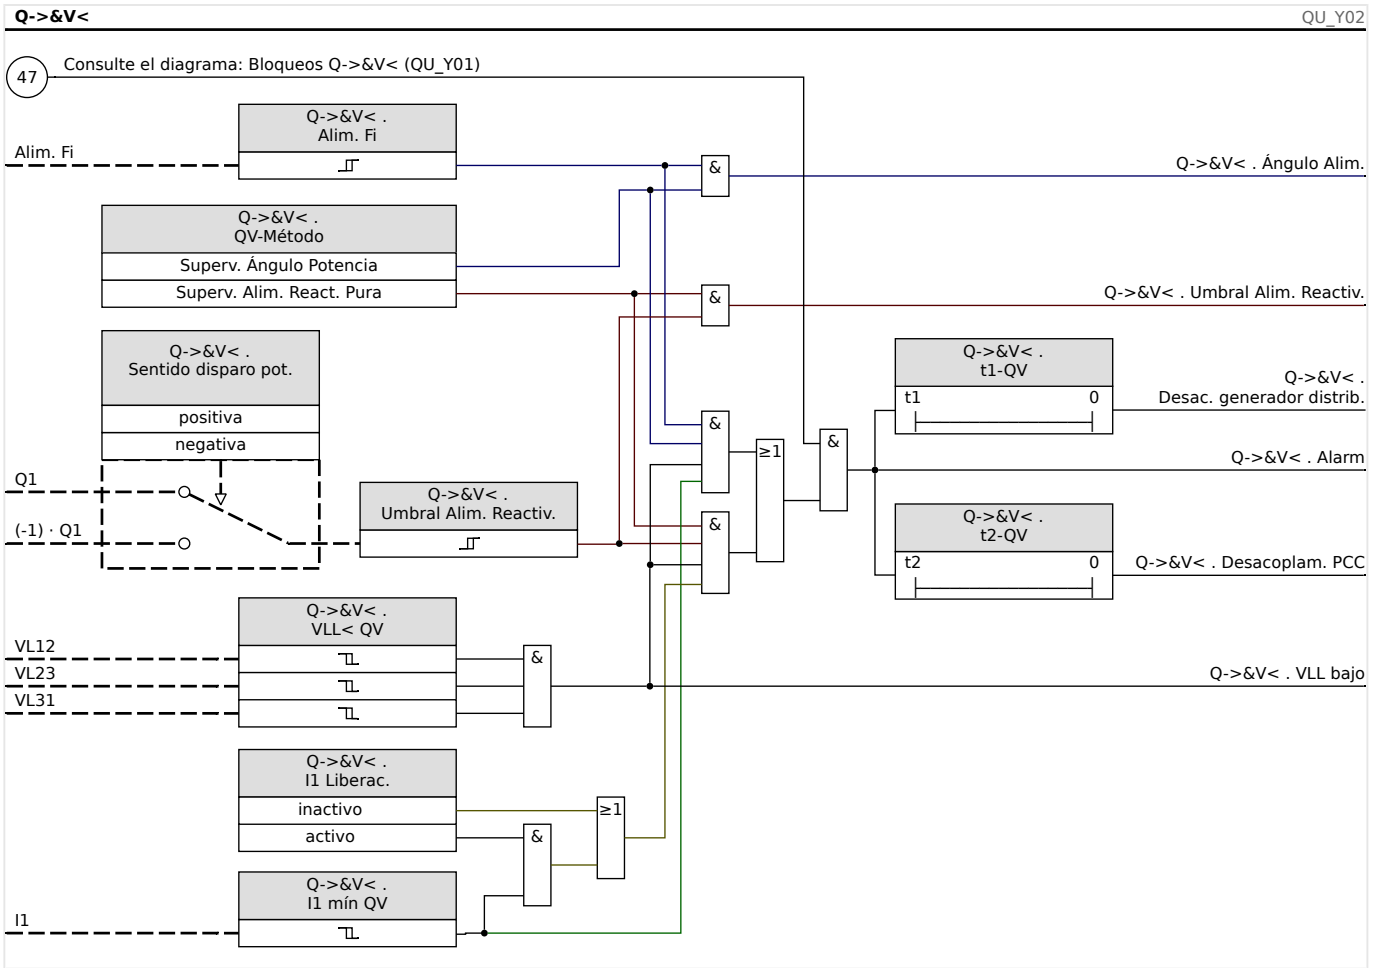 Q->&V<
QU_Y02
47
Consulte el diagrama: Bloqueos Q->&V< (QU_Y01)
Q->&V< .
Alim. Fi
Alim. Fi
&
Q->&V< . Ángulo Alim.
Q->&V< .
QV-Método
Superv. Ángulo Potencia
Superv. Alim. React. Pura
&
Q->&V< . Umbral Alim. Reactiv.
Q->&V< .
Sentido disparo pot.
positiva
negativa
Q1
(-1) · Q1
Q->&V< .
Umbral Alim. Reactiv.
&
&
≥1
&
Q->&V< .
t1-QV
t1
0
Q->&V< .
Desac. generador distrib.
Q->&V< . Alarm
Q->&V< .
t2-QV
t2
0
Q->&V< . Desacoplam. PCC
Q->&V< .
VLL< QV
VL12
VL23
VL31
&
Q->&V< . VLL bajo
Q->&V< .
I1 Liberac.
inactivo
activo
&
≥1
Q->&V< .
I1 mín QV
I1